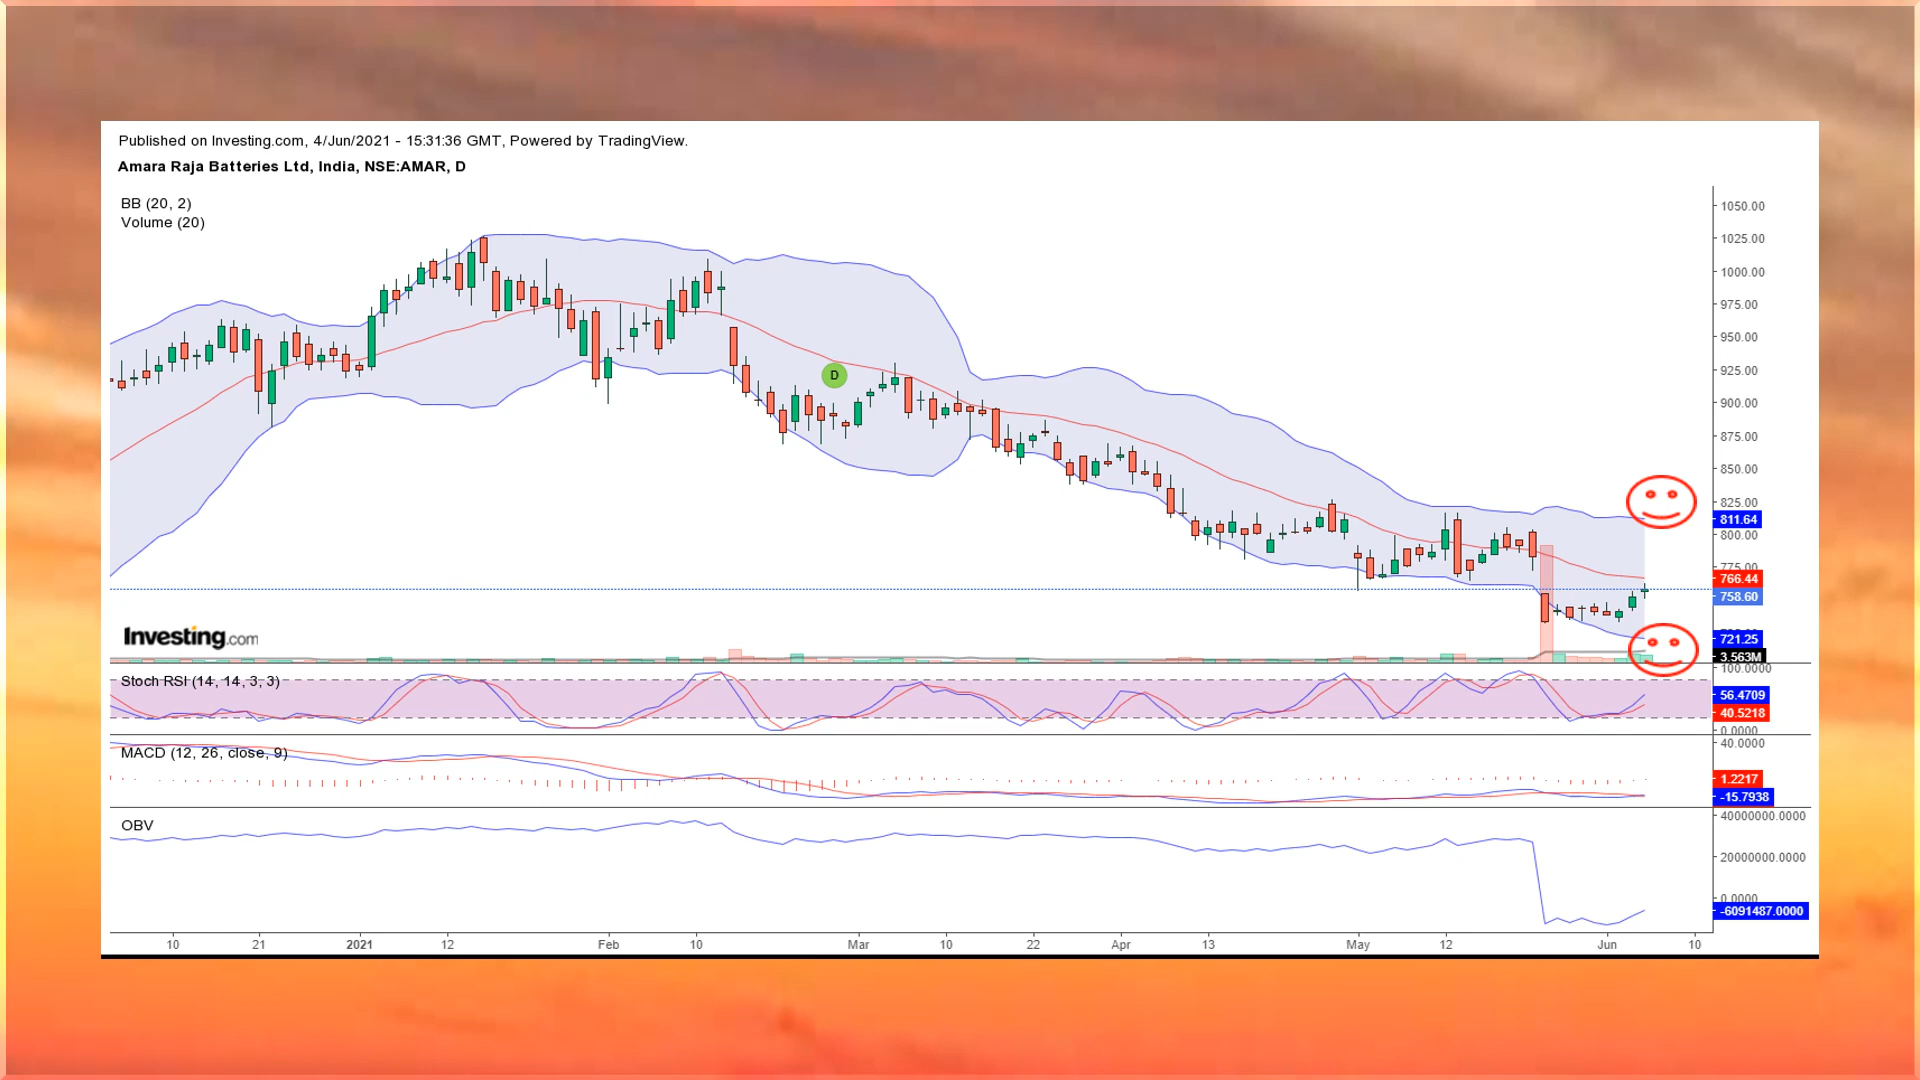 Published on Investing.com, 4/Jun/2021 - 15:31:36 GMT, Powered by TradingView.
Amara Raja Batteries Ltd, India, NSE:AMAR, D
BB (20, 2)
Volume (20)
D
1050.00
1025.00
1000.00
975.00
950.00
925.00
900.00
875.00
850.00
825.00
811.64
800.00
775.00
766.44
758.60
721.25
3.563M
Investing.com
Stoch RSI (14, 14, 3, 3)
100.0000
56.4709
40.5218
0.0000
MACD (12, 26, close, 9)
40.0000
1.2217
-15.7938
OBV
40000000.0000
20000000.0000
0.0000
-6091487.0000
10 21 2021 12 Feb 10 Mar 10 22 Apr 13 May 12 Jun 10